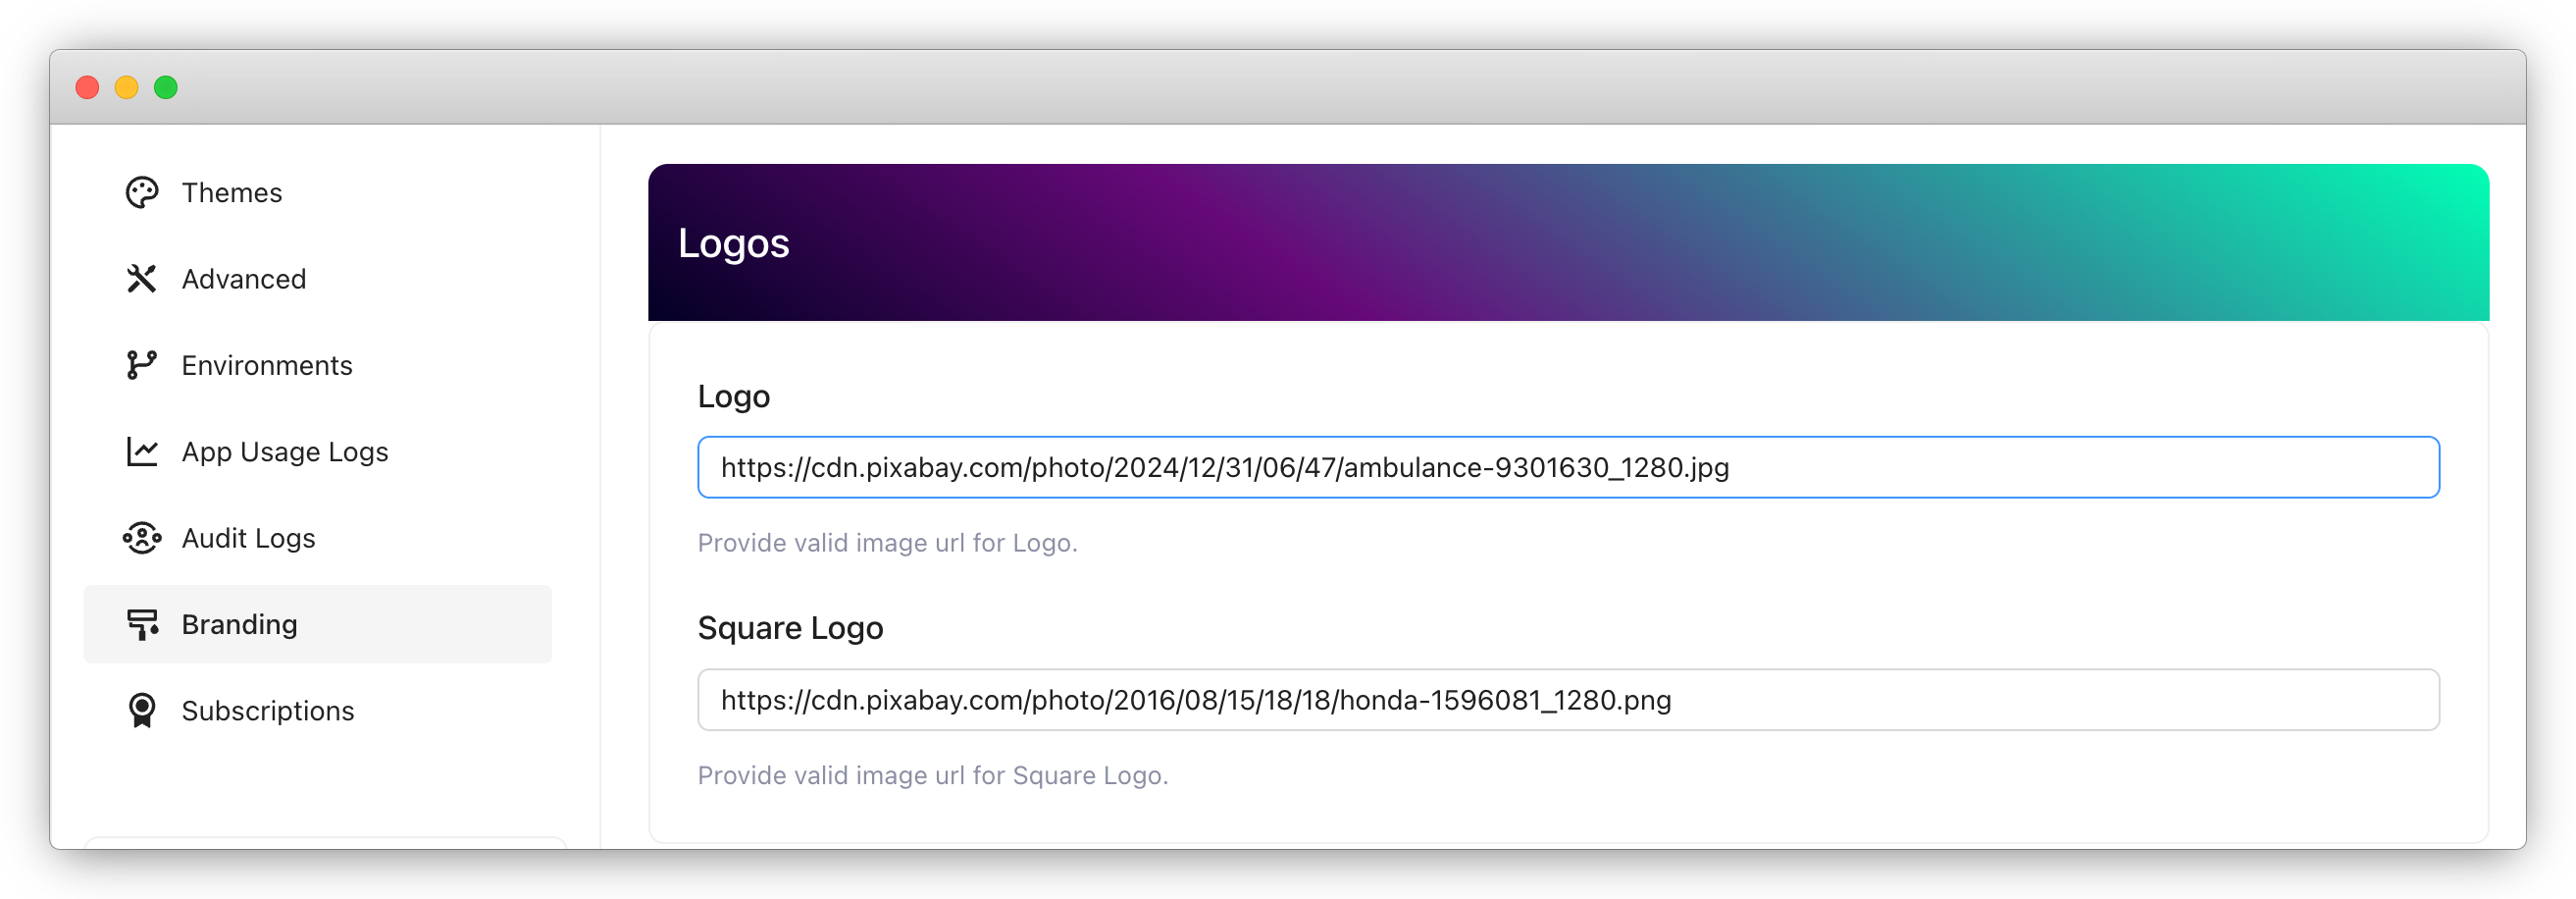 Themes
Advanced
Environments
App Usage Logs
Audit Logs
Branding
Subscriptions
Logos
Logo
https://cdn.pixabay.com/photo/2024/12/31/06/47/ambulance-9301630_1280.jpg
Provide valid image url for Logo.
Square Logo
https://cdn.pixabay.com/photo/2016/08/15/18/18/honda-1596081_1280.png
Provide valid image url for Square Logo.